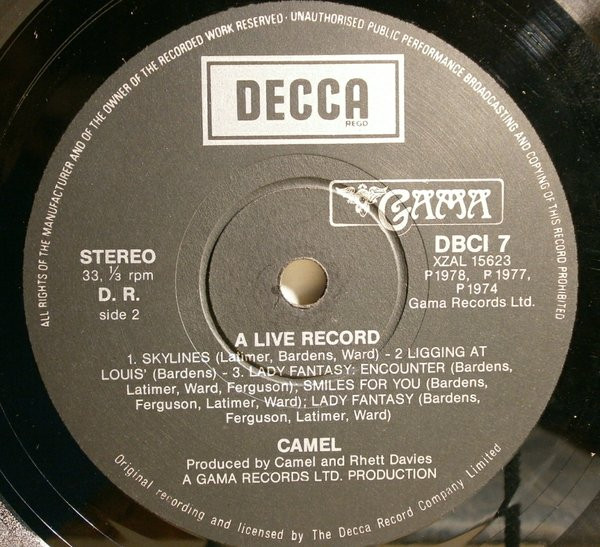 ALL RIGHTS OF THE MANUFACTURER AND OF THE OWNER OF THE RECORDED WORK RESERVED · UNAUTHORISED PUBLIC PERFORMANCE BROADCASTING AND COPYING OF THIS RECORD PROHIBITED
DECCA
REGD
GAMA
STEREO
33, ⅓ rpm
D. R.
side 2
DBCI 7
XZAL 15623
P 1978, P 1977,
P 1974
Gama Records Ltd.
A LIVE RECORD
1. SKYLINES (Latimer, Bardens, Ward) - 2 LIGGING AT
LOUIS' (Bardens) - 3. LADY FANTASY: ENCOUNTER (Bardens,
Latimer, Ward, Ferguson); SMILES FOR YOU (Bardens,
Ferguson, Latimer, Ward); LADY FANTASY (Bardens,
Ferguson, Latimer, Ward)
CAMEL
Produced by Camel and Rhett Davies
A GAMA RECORDS LTD. PRODUCTION
Original recording and licensed by The Decca Record Company Limited